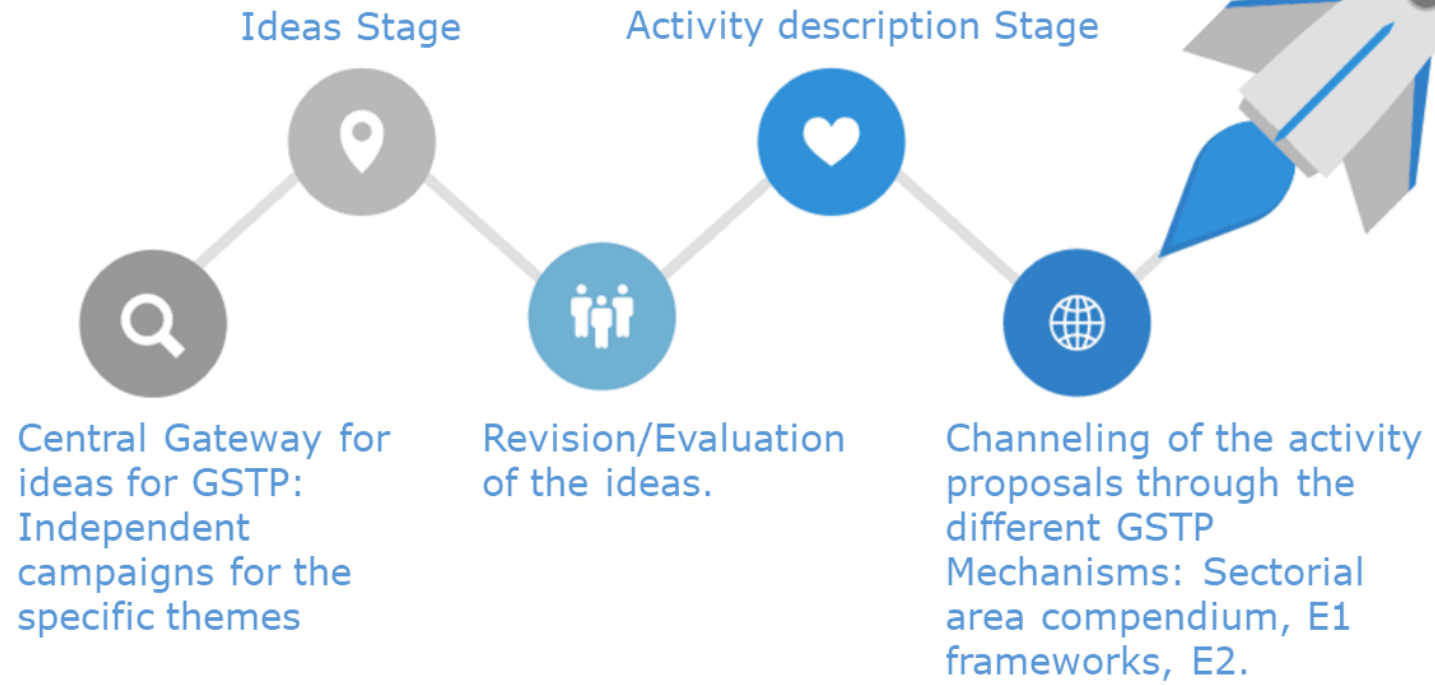 Ideas Stage
Activity description Stage
Central Gateway for
ideas for GSTP:
Independent
campaigns for the
specific themes
Revision/Evaluation
of the ideas.
Channeling of the activity
proposals through the
different GSTP
Mechanisms: Sectorial
area compendium, E1
frameworks, E2.